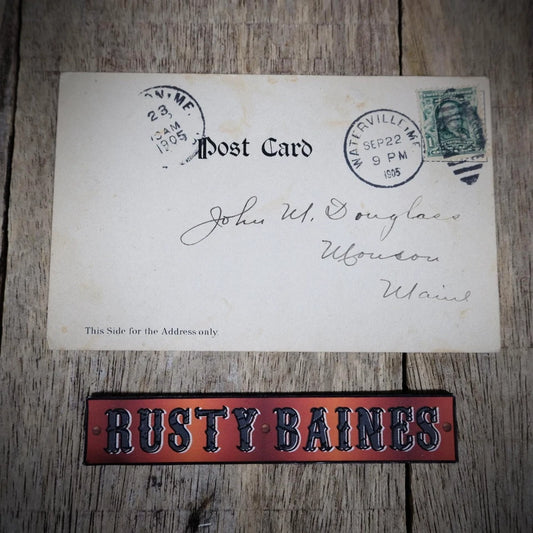 ON, ME.
23
AM
1905
Post Card
WATERVILLE, ME.
SEP 22
9 PM
1905
John M. Douglass
Monson
Maine
This Side for the Address only.
RUSTY BAINES